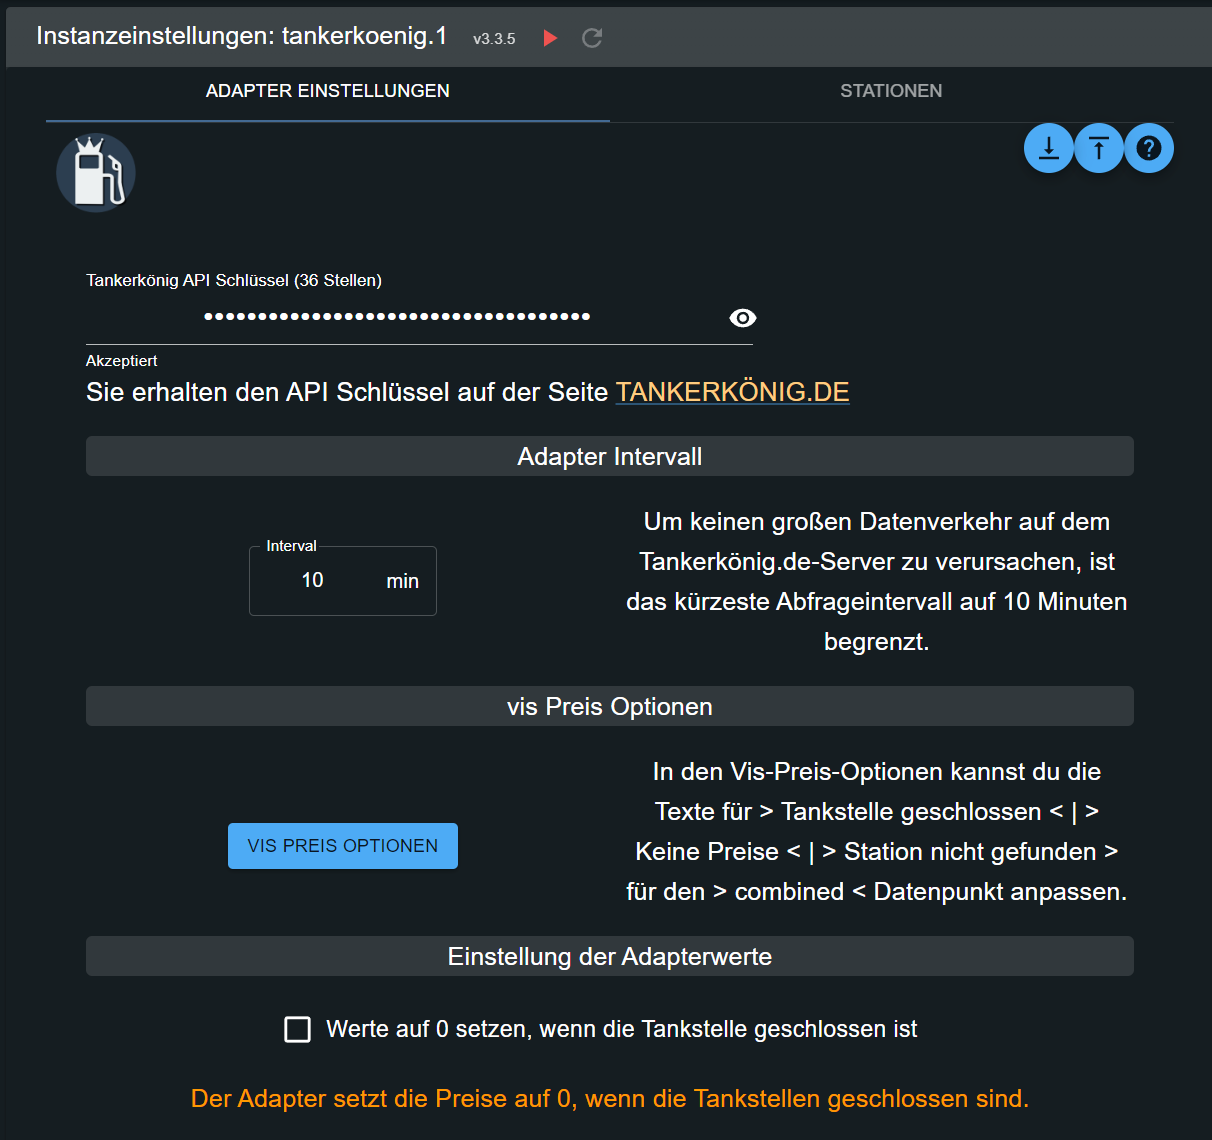 Instanzeinstellungen: tankerkoenig.1 v3.3.5
ADAPTER EINSTELLUNGEN
STATIONEN
Tankerkönig API Schlüssel (36 Stellen)
••••••••••••••••••••••••••••••••••••
Akzeptiert
Sie erhalten den API Schlüssel auf der Seite TANKERKÖNIG.DE
Adapter Intervall
Interval
10 min
Um keinen großen Datenverkehr auf dem
Tankerkönig.de-Server zu verursachen, ist
das kürzeste Abfrageintervall auf 10 Minuten
begrenzt.
vis Preis Optionen
VIS PREIS OPTIONEN
In den Vis-Preis-Optionen kannst du die
Texte für > Tankstelle geschlossen < | >
Keine Preise < | > Station nicht gefunden >
für den > combined < Datenpunkt anpassen.
Einstellung der Adapterwerte
Werte auf 0 setzen, wenn die Tankstelle geschlossen ist
Der Adapter setzt die Preise auf 0, wenn die Tankstellen geschlossen sind.